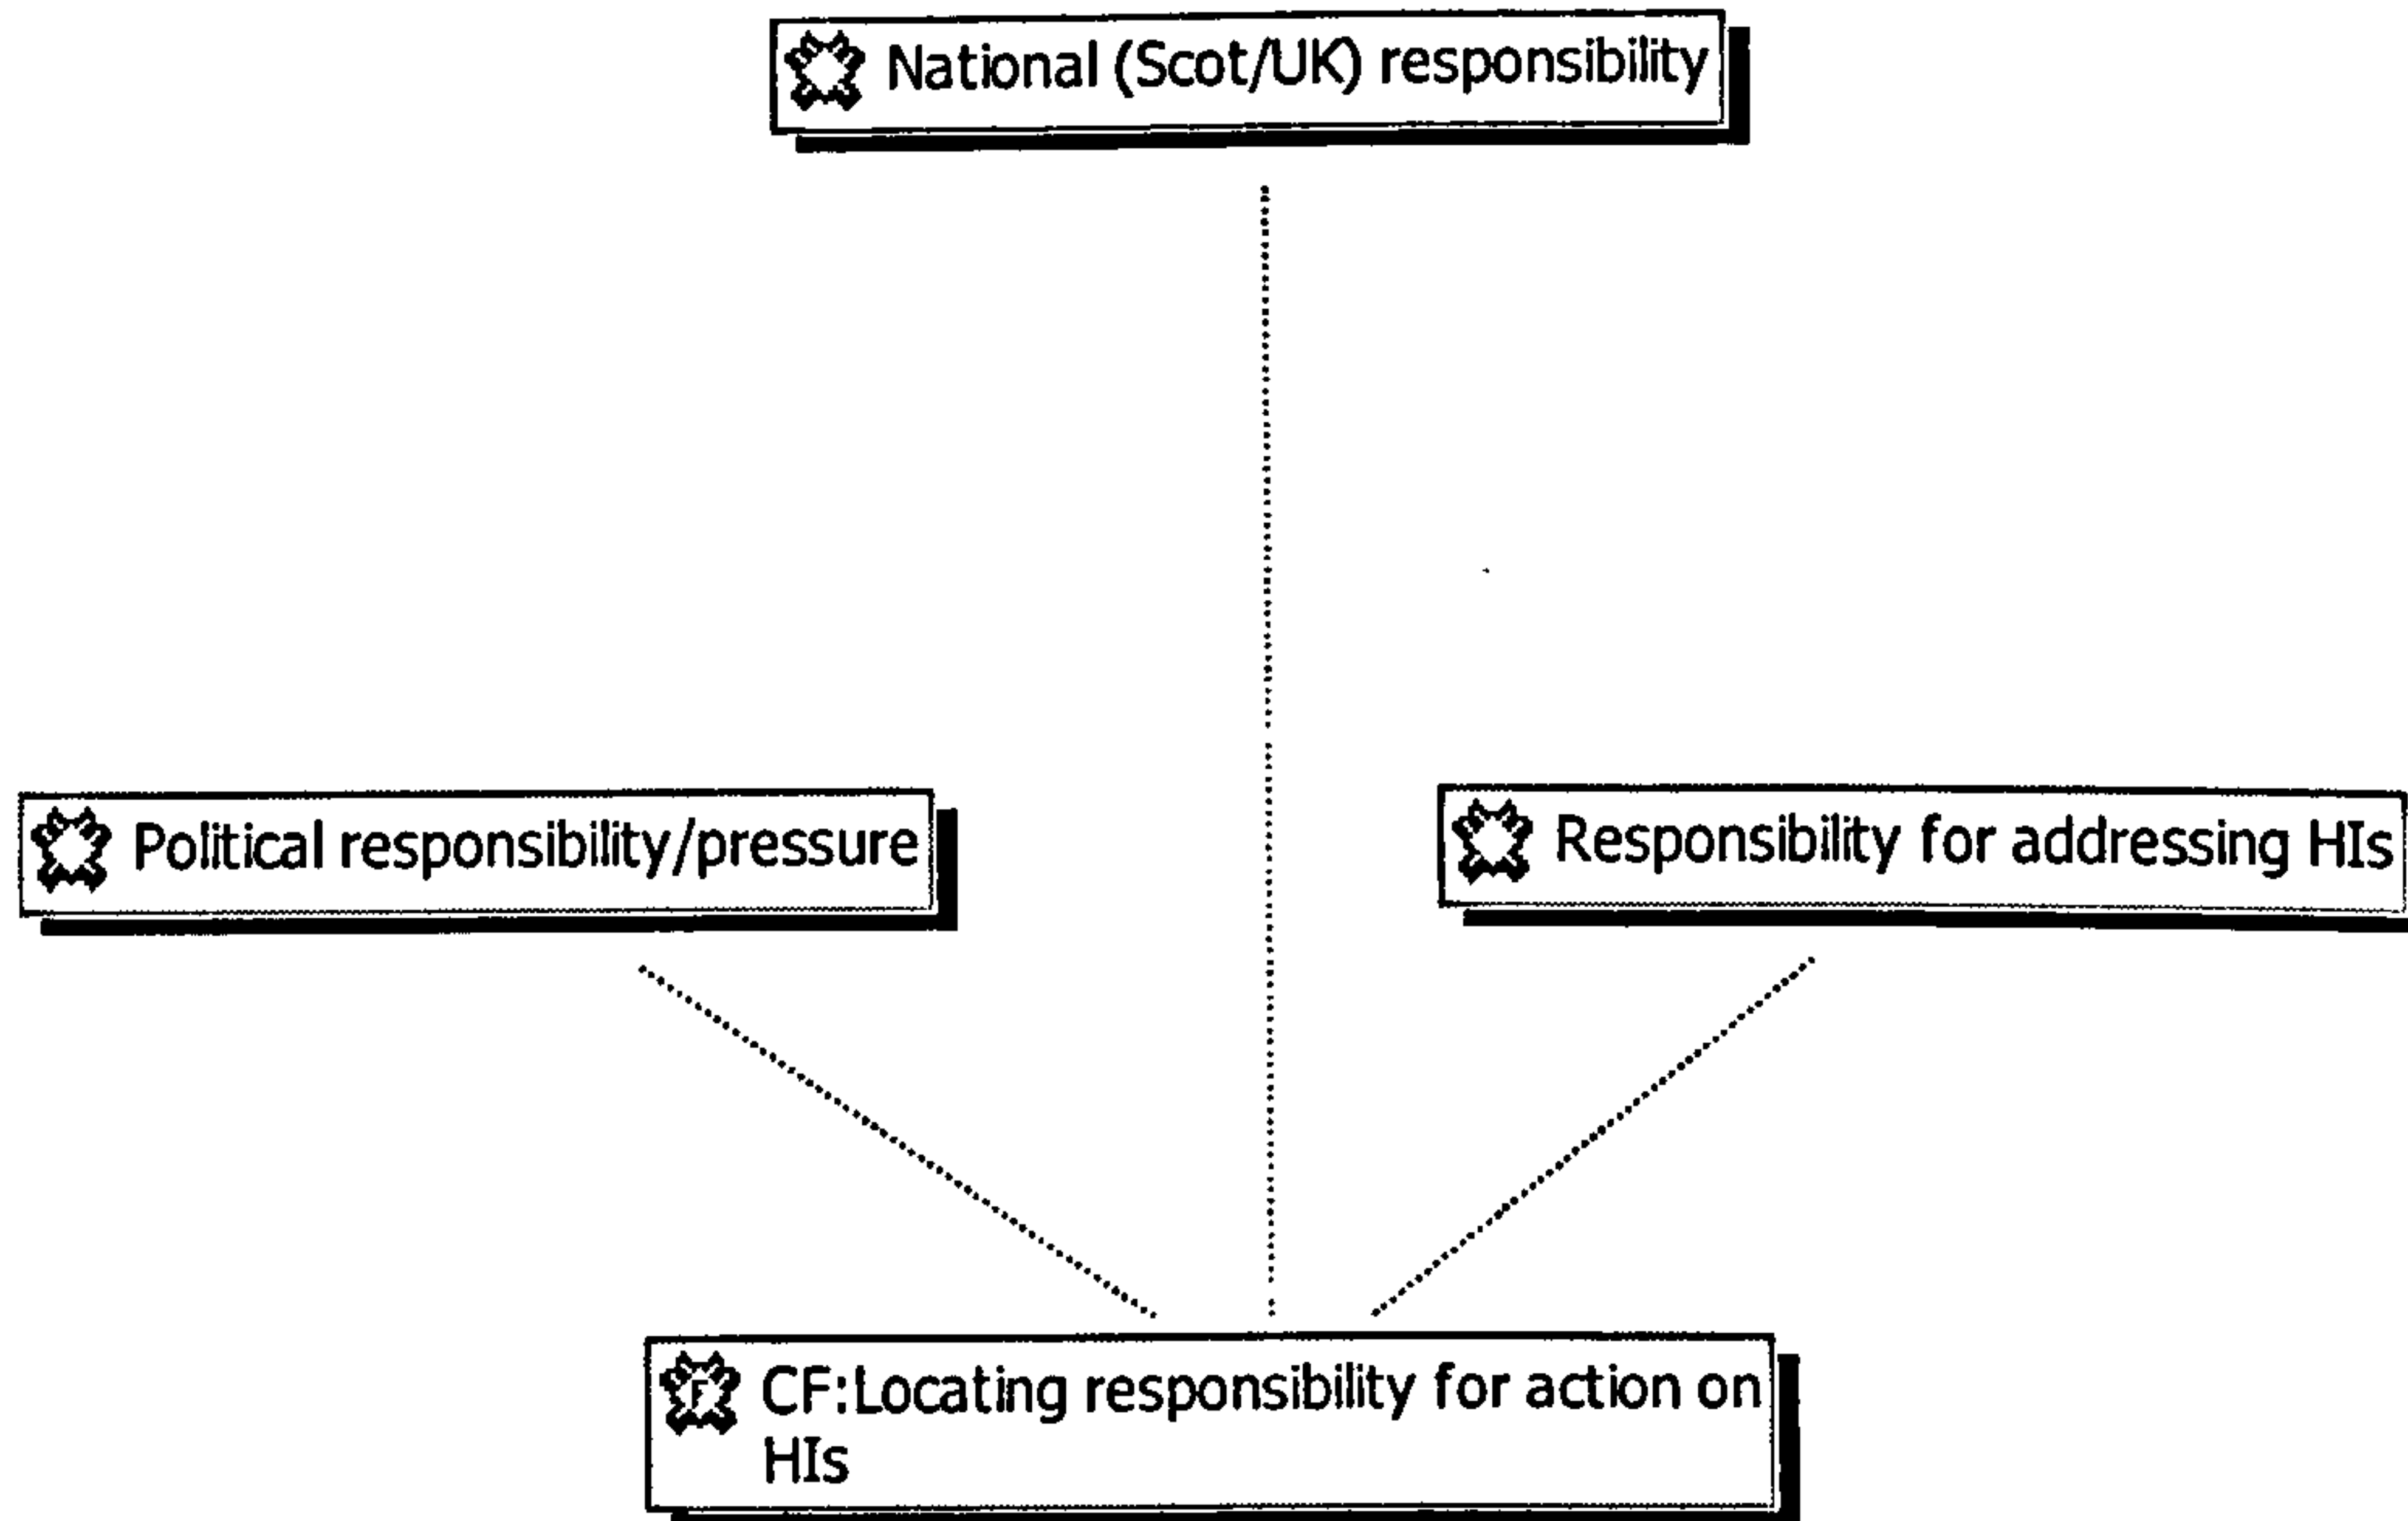 National (Scot/UK) responsibility
Political responsibility/pressure
Responsibility for addressing HIs
F
CF:Locating responsibility for action on
HIs